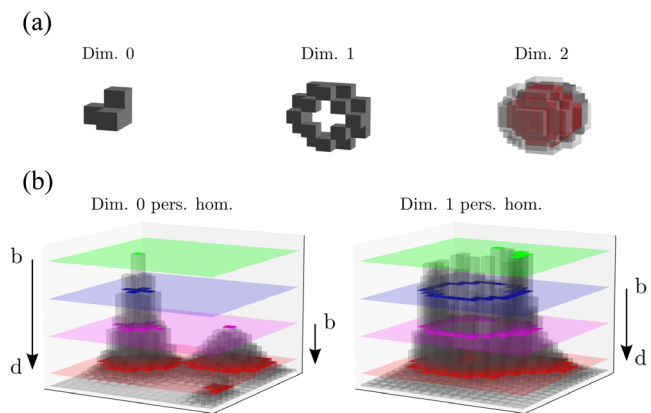 (a)
Dim. 0
Dim. 1
Dim. 2
(b)
Dim. 0 pers. hom.
Dim. 1 pers. hom.
b
b
b
d
d